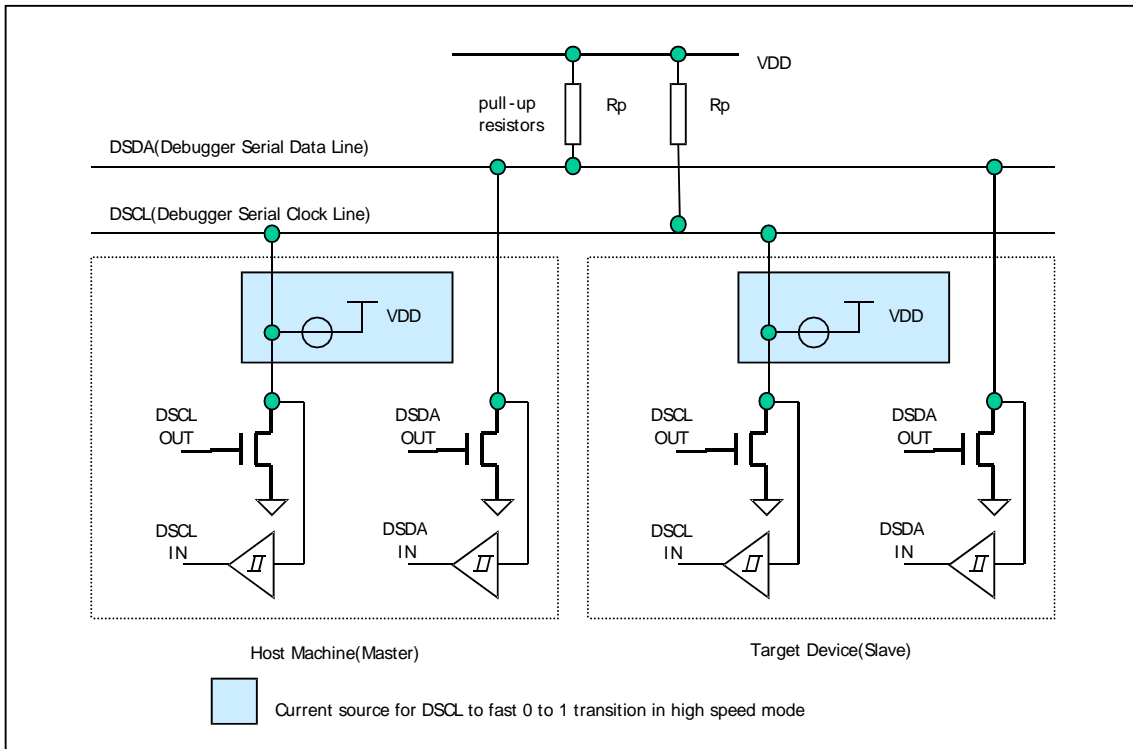 VDD
pull-up
resistors
Rp
Rp
DSDA(Debugger Serial Data Line)
DSCL(Debugger Serial Clock Line)
VDD
VDD
DSCL
OUT
DSDA
OUT
DSCL
OUT
DSDA
OUT
DSCL
IN
DSDA
IN
DSCL
IN
DSDA
IN
Host Machine(Master)
Target Device(Slave)
Current source for DSCL to fast 0 to 1 transition in high speed mode